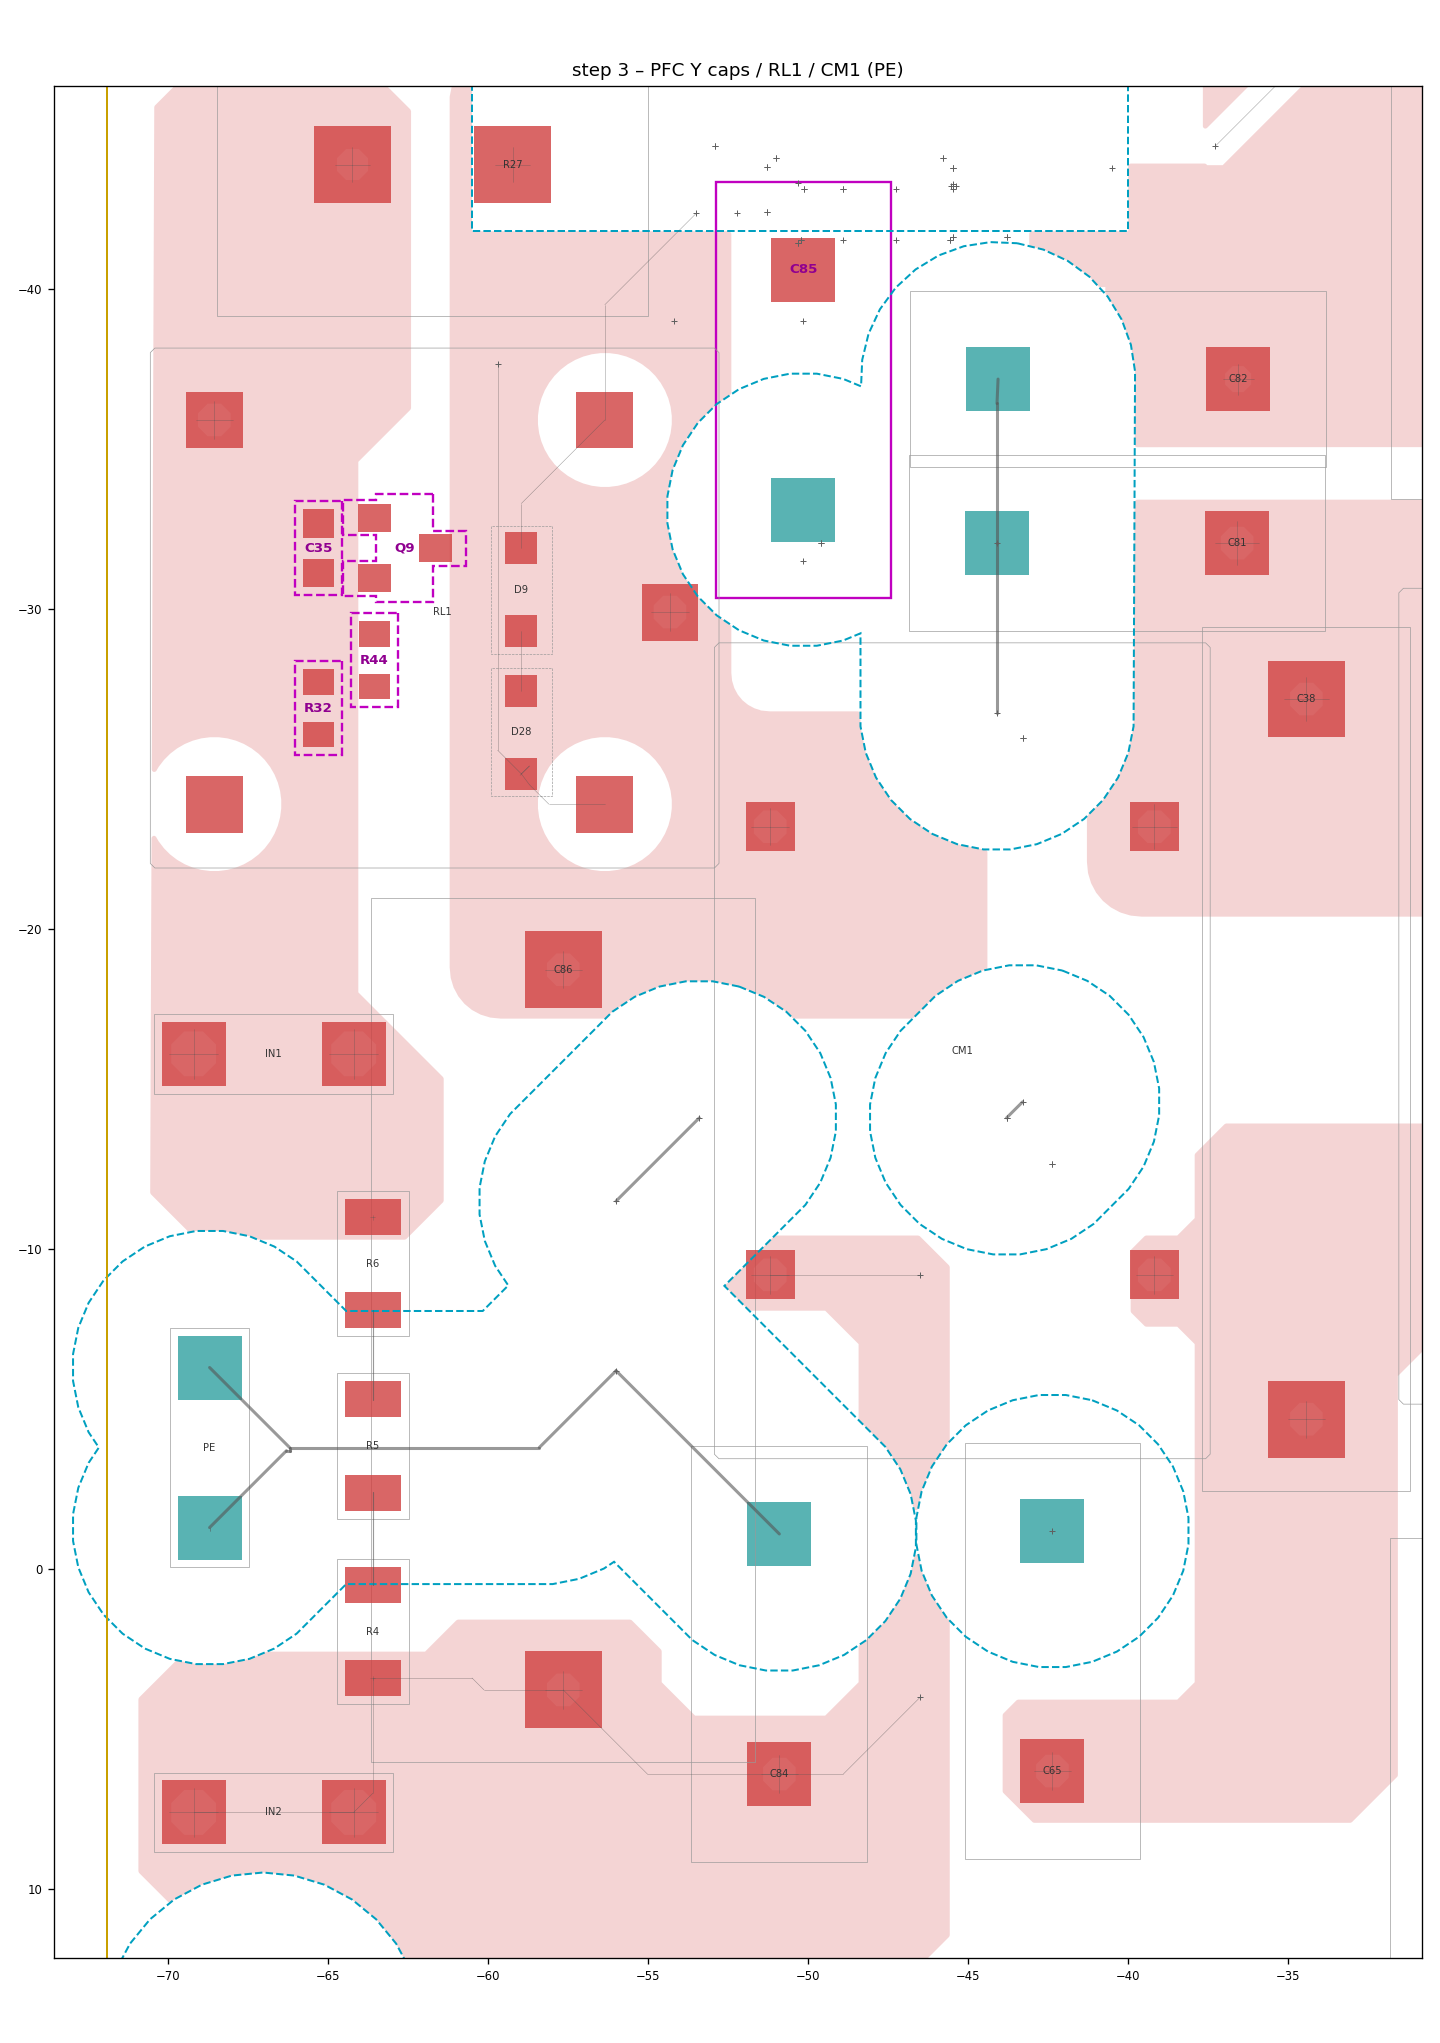 step 3 – PFC Y caps / RL1 / CM1 (PE)
R27
C85
−40
C82
C35
Q9
C81
D9
−30
RL1
R44
C38
R32
D28
−20
C86
IN1
CM1
−10
R6
PE
R5
0
R4
C84
C65
IN2
10
−70
−65
−60
−55
−50
−45
−40
−35